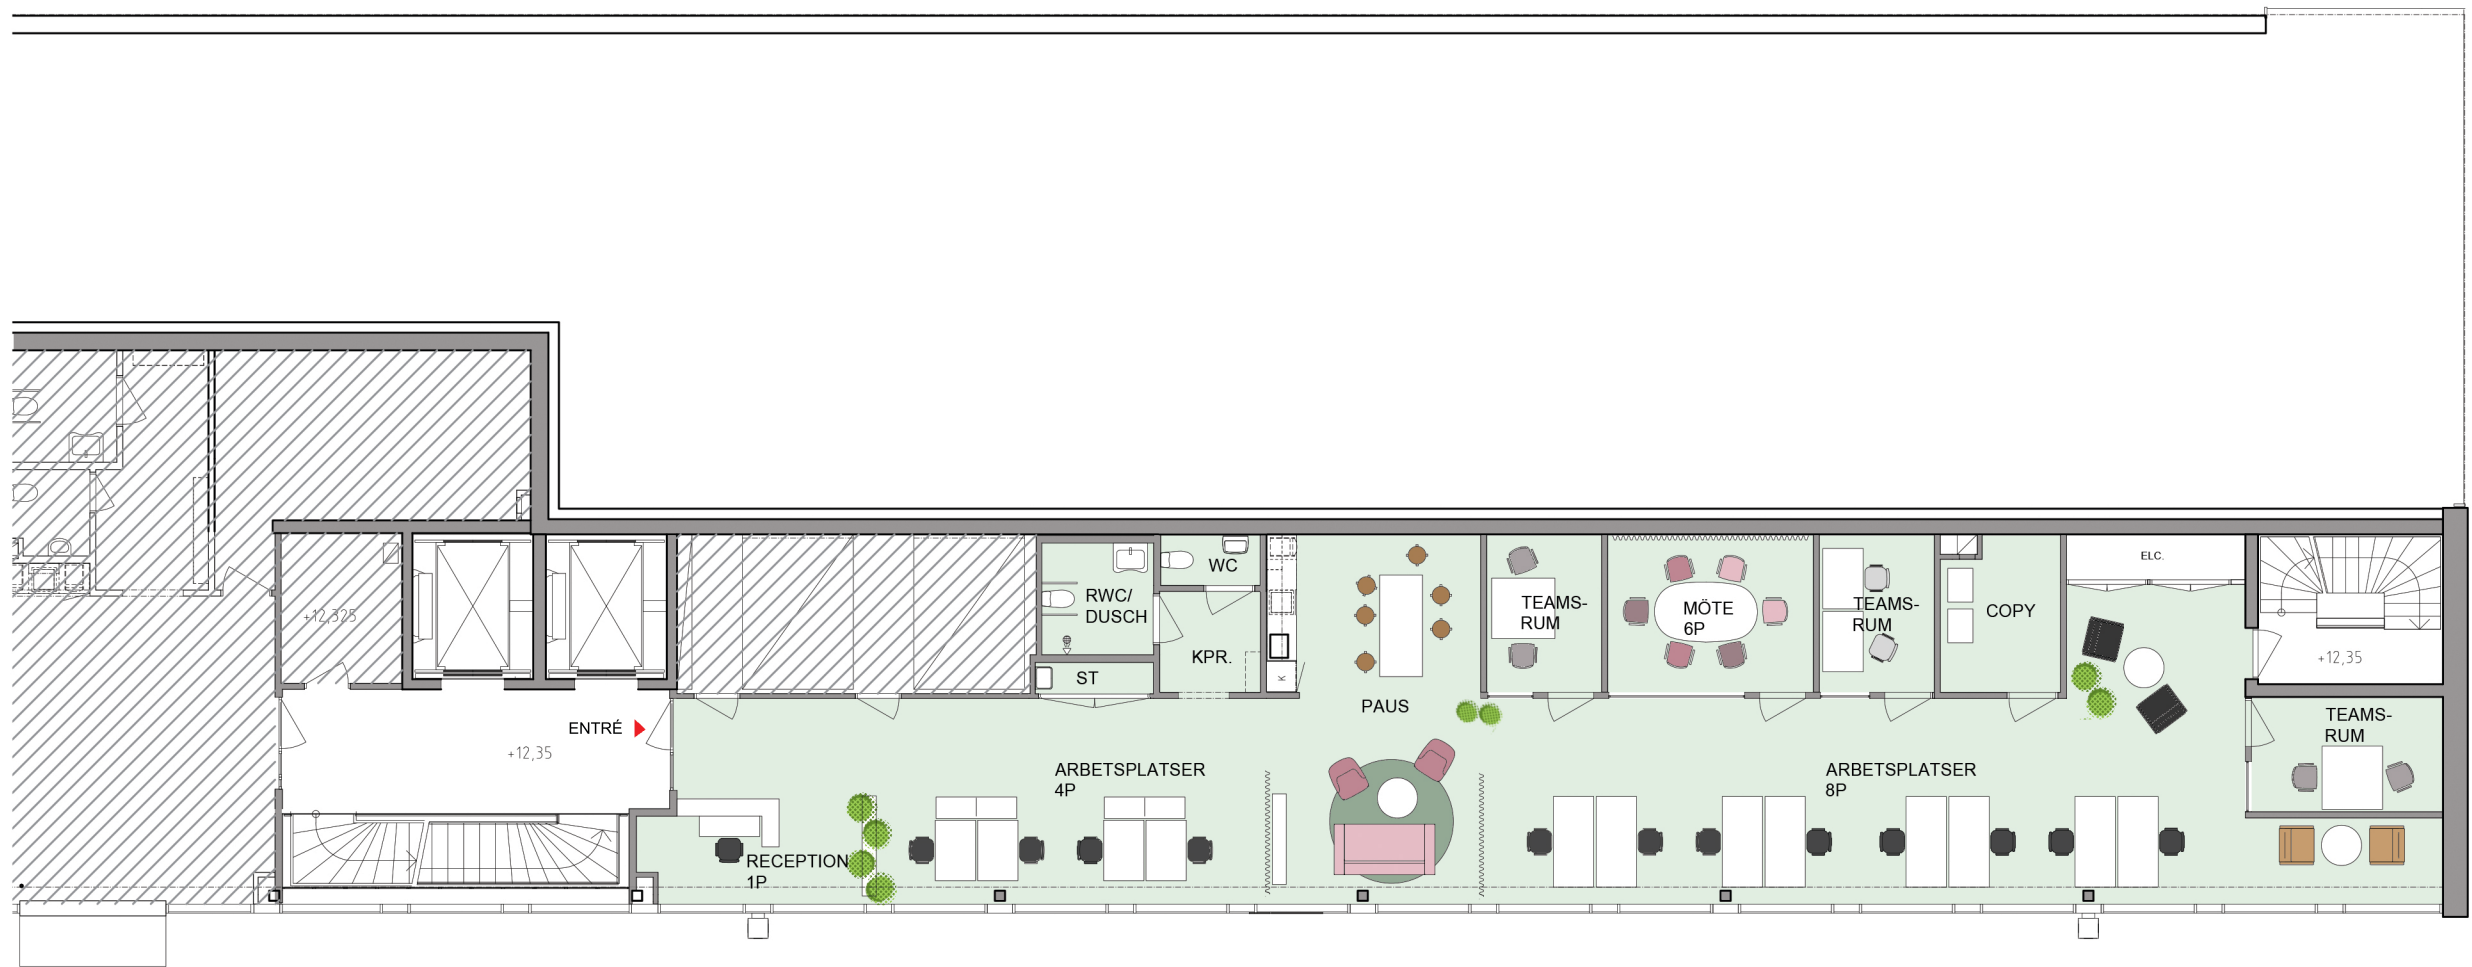 ELC.
WC
RWC/
DUSCH
TEAMS-
RUM
MÖTE
6P
TEAMS-
RUM
COPY
+12,325
KPR.
+12,35
ST
K
PAUS
ENTRÉ
+12,35
TEAMS-
RUM
ARBETSPLATSER
4P
ARBETSPLATSER
8P
RECEPTION
1P